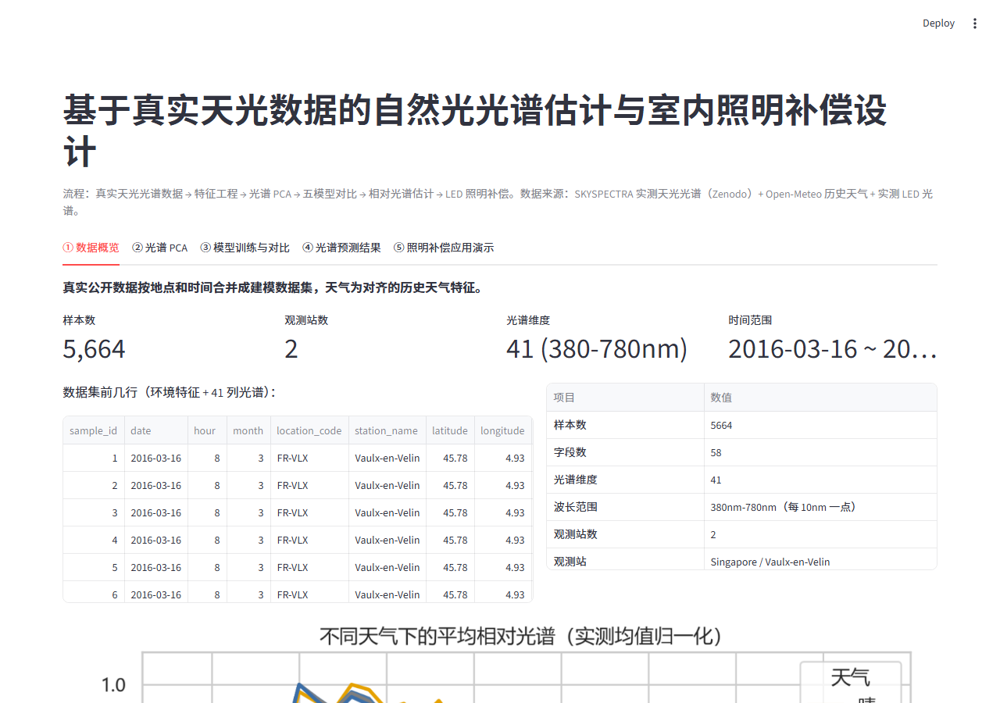 Deploy
基于真实天光数据的自然光光谱估计与室内照明补偿设
计
流程：真实天光光谱数据 → 特征工程 → 光谱 PCA → 五模型对比 → 相对光谱估计 → LED 照明补偿。数据来源：SKYSPECTRA 实测天光光谱（Zenodo）+ Open-Meteo 历史天气 + 实测 LED 光
谱。
① 数据概览 ② 光谱 PCA ③ 模型训练与对比 ④ 光谱预测结果 ⑤ 照明补偿应用演示
真实公开数据按地点和时间合并成建模数据集，天气为对齐的历史天气特征。
样本数 观测站数 光谱维度 时间范围
5,664 2 41 (380-780nm) 2016-03-16 ~ 20…
数据集前几行（环境特征 + 41 列光谱）：
sample_id date hour month location_code station_name latitude longitude
1 2016-03-16 8 3 FR-VLX Vaulx-en-Velin 45.78 4.93
2 2016-03-16 8 3 FR-VLX Vaulx-en-Velin 45.78 4.93
3 2016-03-16 8 3 FR-VLX Vaulx-en-Velin 45.78 4.93
4 2016-03-16 8 3 FR-VLX Vaulx-en-Velin 45.78 4.93
5 2016-03-16 8 3 FR-VLX Vaulx-en-Velin 45.78 4.93
6 2016-03-16 8 3 FR-VLX Vaulx-en-Velin 45.78 4.93
项目 数值
样本数 5664
字段数 58
光谱维度 41
波长范围 380nm-780nm（每 10nm 一点）
观测站数 2
观测站 Singapore / Vaulx-en-Velin
不同天气下的平均相对光谱（实测均值归一化）
1.0
天气